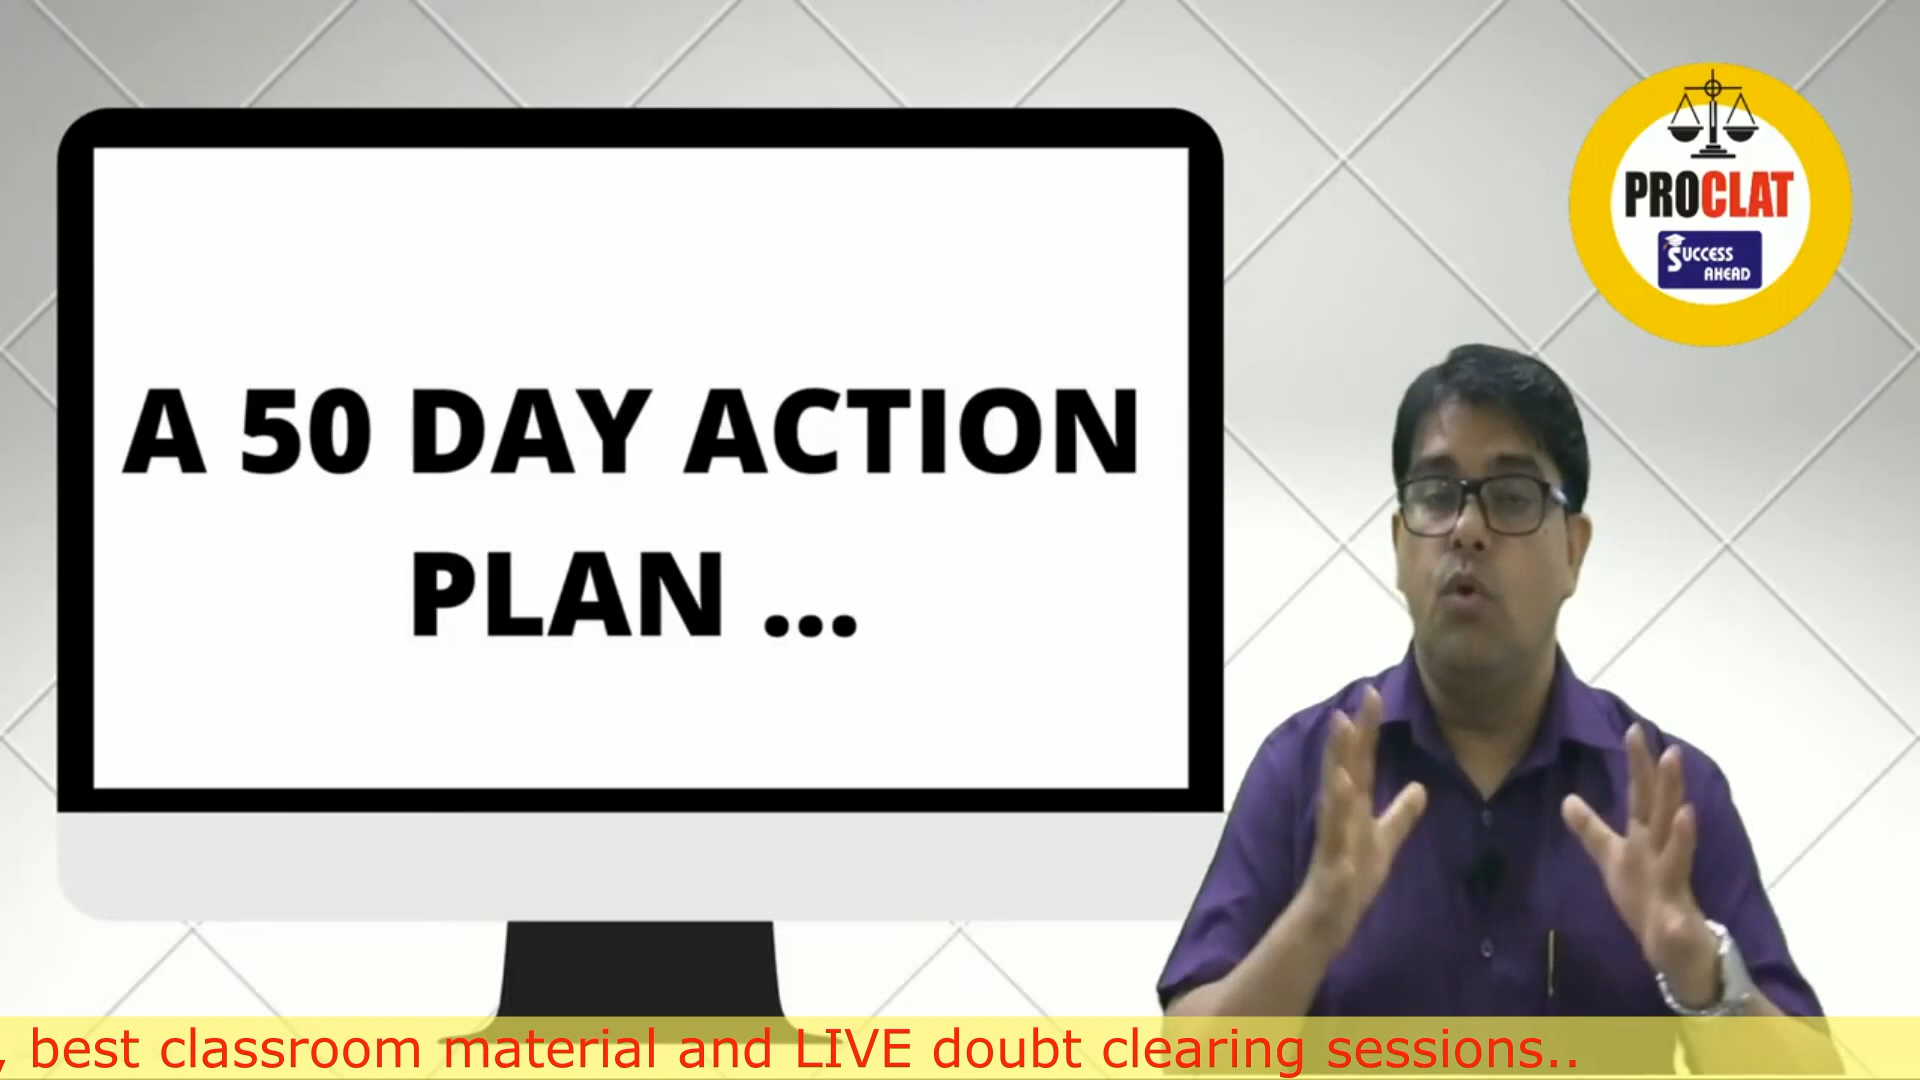 A 50 DAY ACTION
PLAN ...
PROCLAT
SUCCESS
AHEAD
, best classroom material and LIVE doubt clearing sessions..